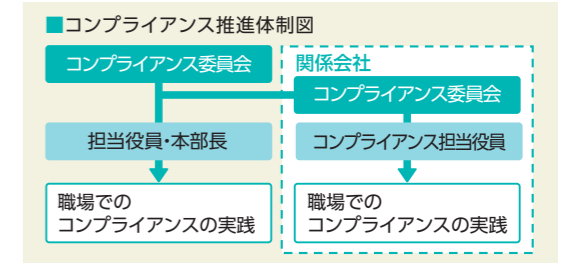 ■コンプライアンス推進体制図
コンプライアンス委員会
担当役員・本部長
職場での
コンプライアンスの実践
関係会社
コンプライアンス委員会
コンプライアンス担当役員
職場での
コンプライアンスの実践